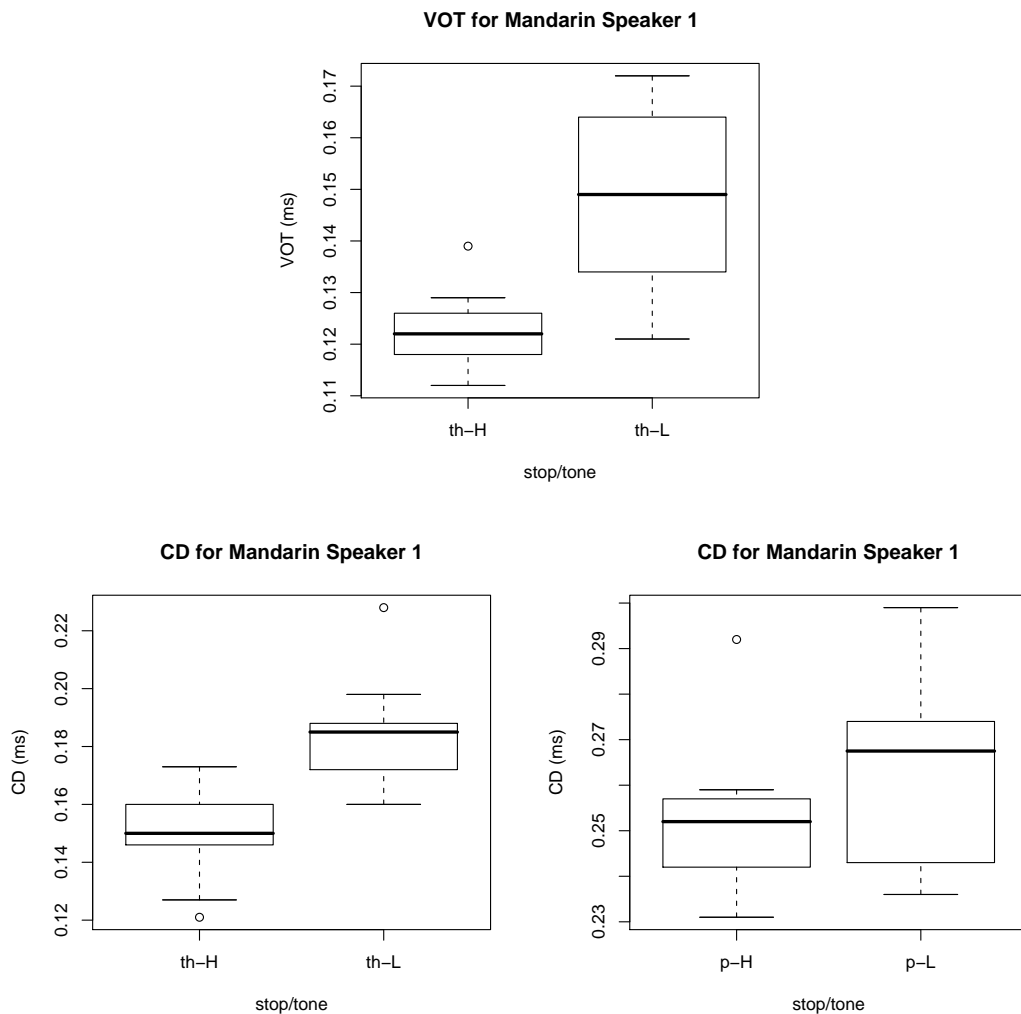 VOT for Mandarin Speaker 1
VOT (ms)
0.17
0.16
0.15
0.14
0.13
0.12
0.11
th−H th−L
stop/tone
CD for Mandarin Speaker 1
CD (ms)
0.22
0.20
0.18
0.16
0.14
0.12
th−H th−L
stop/tone
CD for Mandarin Speaker 1
CD (ms)
0.29
0.27
0.25
0.23
p−H p−L
stop/tone